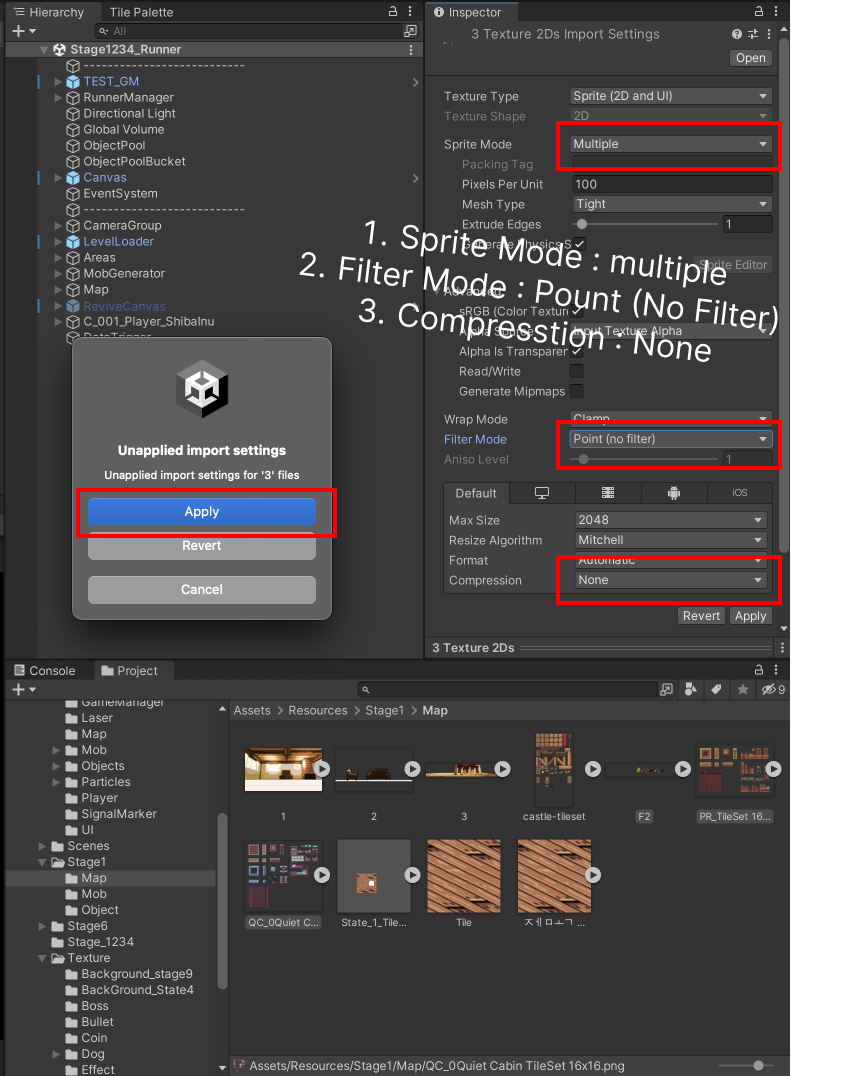 Hierarchy
Tile Palette
All
Stage1234_Runner
---------------------------
TEST_GM
RunnerManager
Directional Light
Global Volume
ObjectPool
ObjectPoolBucket
Canvas
EventSystem
---------------------------
CameraGroup
LevelLoader
Areas
MobGenerator
Map
ReviveCanvas
C_001_Player_ShibaInu
DataTrigger
Unapplied import settings
Unapplied import settings for '3' files
Apply
Revert
Cancel
Inspector
3 Texture 2Ds Import Settings
Open
Texture Type
Sprite (2D and UI)
Texture Shape
2D
Sprite Mode
Multiple
Packing Tag
Pixels Per Unit
100
Mesh Type
Tight
Extrude Edges
1
Generate Physics S
Sprite Editor
1. Sprite Mode : multiple
2. Filter Mode : Pount (No Filter)
3. Compresstion : None
Advanced
sRGB (Color Textur
Alpha Source
Input Texture Alpha
Alpha Is Transparen
Read/Write
Generate Mipmaps
Wrap Mode
Clamp
Filter Mode
Point (no filter)
Aniso Level
1
Default
iOS
Max Size
2048
Resize Algorithm
Mitchell
Format
Automatic
Compression
None
Revert
Apply
3 Texture 2Ds
Console
Project
9
GameManager
Laser
Map
Mob
Objects
Particles
Player
SignalMarker
UI
Scenes
Stage1
Map
Mob
Object
Stage6
Stage_1234
Texture
Background_stage9
BackGround_State4
Boss
Bullet
Coin
Dog
Effect
Assets > Resources > Stage1 > Map
1
2
3
castle-tileset
F2
PR_TileSet 16...
QC_0Quiet C...
State_1_Tile...
Tile
ㅈㅔㅁㅗㄱ ...
Assets/Resources/Stage1/Map/QC_0Quiet Cabin TileSet 16x16.png